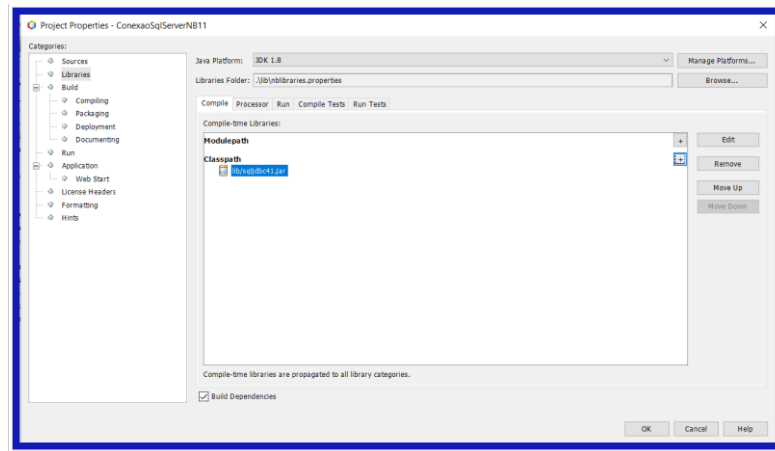 Project Properties - ConexaoSqlServerNB11
Categories:
Sources
Libraries
Build
Compiling
Packaging
Deployment
Documenting
Run
Application
Web Start
License Headers
Formatting
Hints
Java Platform: JDK 1.8 Manage Platforms...
Libraries Folder: .\lib\nblibraries.properties Browse...
Compile Processor Run Compile Tests Run Tests
Compile-time Libraries:
Modulepath + Edit
Classpath + Remove
lib/sqljdbc41.jar
Move Up
Move Down
Compile-time libraries are propagated to all library categories.
Build Dependencies
OK Cancel Help